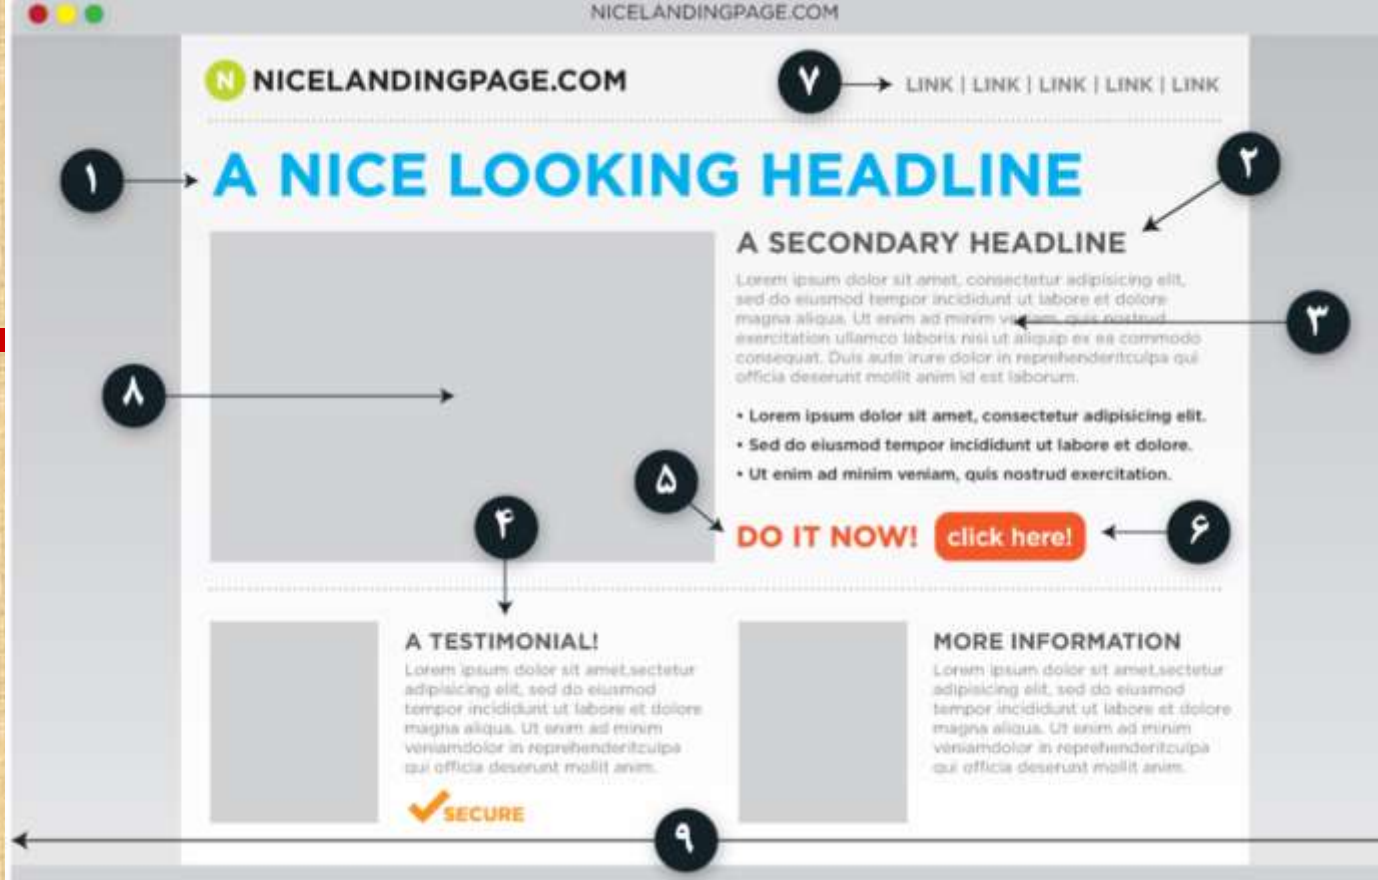 NICELANDINGPAGE.COM
N NICELANDINGPAGE.COM
۷
LINK | LINK | LINK | LINK | LINK
۱
A NICE LOOKING HEADLINE
۲
A SECONDARY HEADLINE
Lorem ipsum dolor sit amet, consectetur adipisicing elit,
sed do eiusmod tempor incididunt ut labore et dolore
magna aliqua. Ut enim ad minim veniam, quis nostrud
exercitation ullamco laboris nisi ut aliquip ex ea commodo
consequat. Duis aute irure dolor in reprehenderitculpa qui
officia deserunt mollit anim id est laborum.
۳
۸
• Lorem ipsum dolor sit amet, consectetur adipisicing elit.
• Sed do eiusmod tempor incididunt ut labore et dolore.
• Ut enim ad minim veniam, quis nostrud exercitation.
۵
DO IT NOW! click here!
۶
۴
A TESTIMONIAL!
Lorem ipsum dolor sit amet,sectetur
adipisicing elit, sed do eiusmod
tempor incididunt ut labore et dolore
magna aliqua. Ut enim ad minim
veniamdolor in reprehenderitculpa
qui officia deserunt mollit anim.
SECURE
MORE INFORMATION
Lorem ipsum dolor sit amet,sectetur
adipisicing elit, sed do eiusmod
tempor incididunt ut labore et dolore
magna aliqua. Ut enim ad minim
veniamdolor in reprehenderitculpa
qui officia deserunt mollit anim.
۹